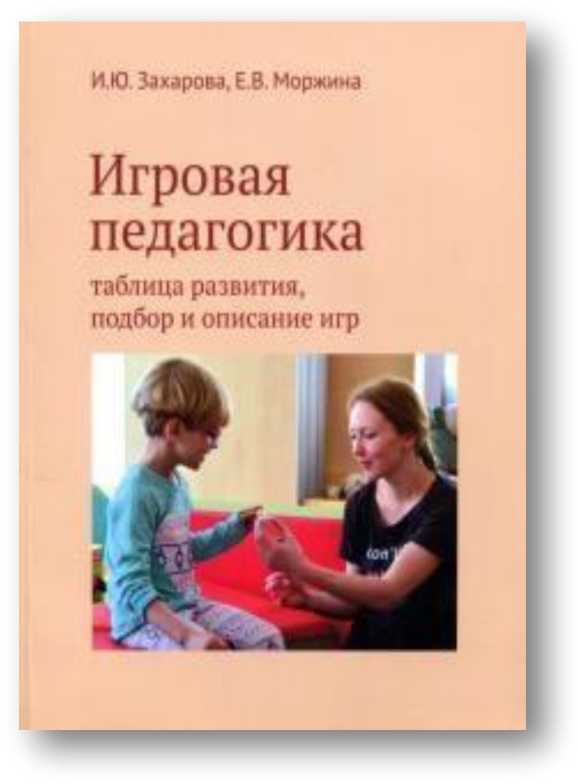 И.Ю. Захарова, Е.В. Моржина
Игровая
педагогика
таблица развития,
подбор и описание игр